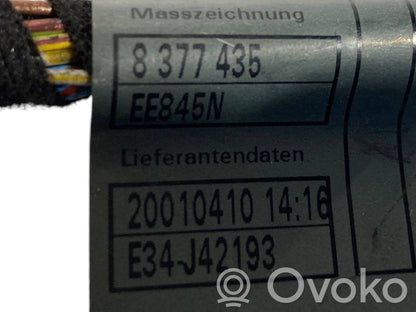 Masszeichnung
8 377 435
EE845N
Lieferantendaten
20010410 14:16
E34-J42193
Ovoko